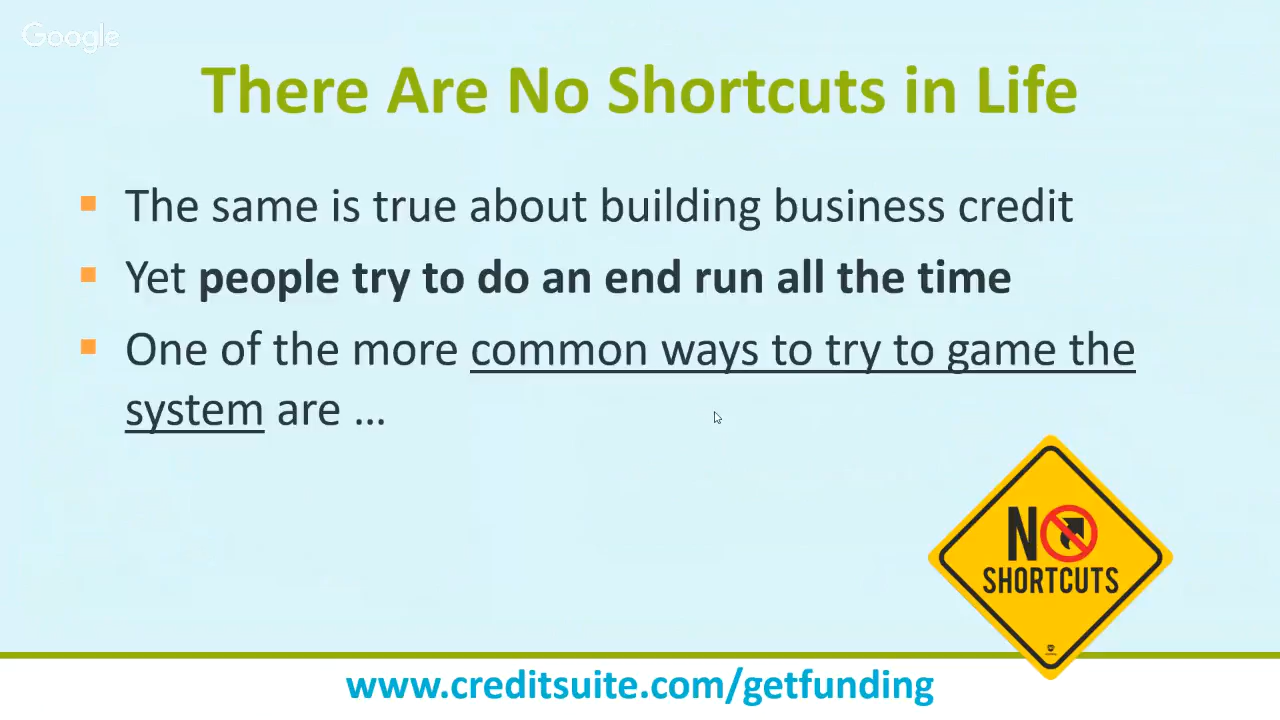 Google
There Are No Shortcuts in Life
The same is true about building business credit
Yet people try to do an end run all the time
One of the more common ways to try to game the
system are ...
NO
SHORTCUTS
www.creditsuite.com/getfunding